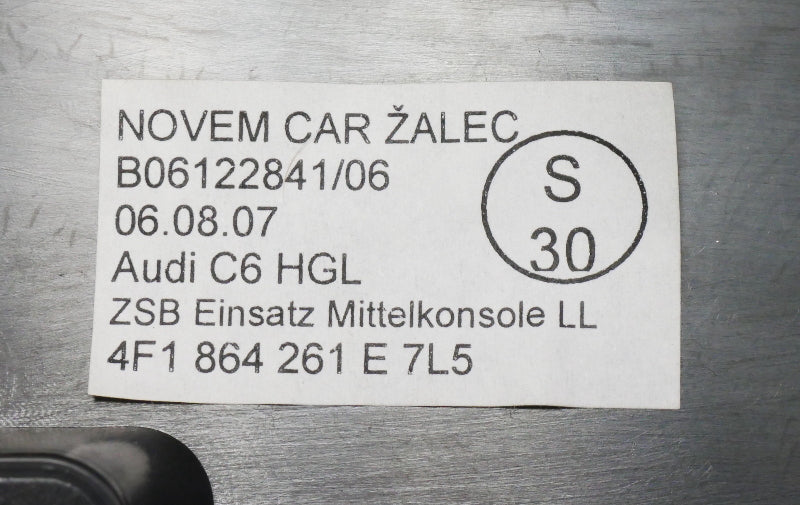 NOVEM CAR ŽALEC
B06122841/06
06.08.07
Audi C6 HGL
ZSB Einsatz Mittelkonsole LL
4F1 864 261 E 7L5
S
30